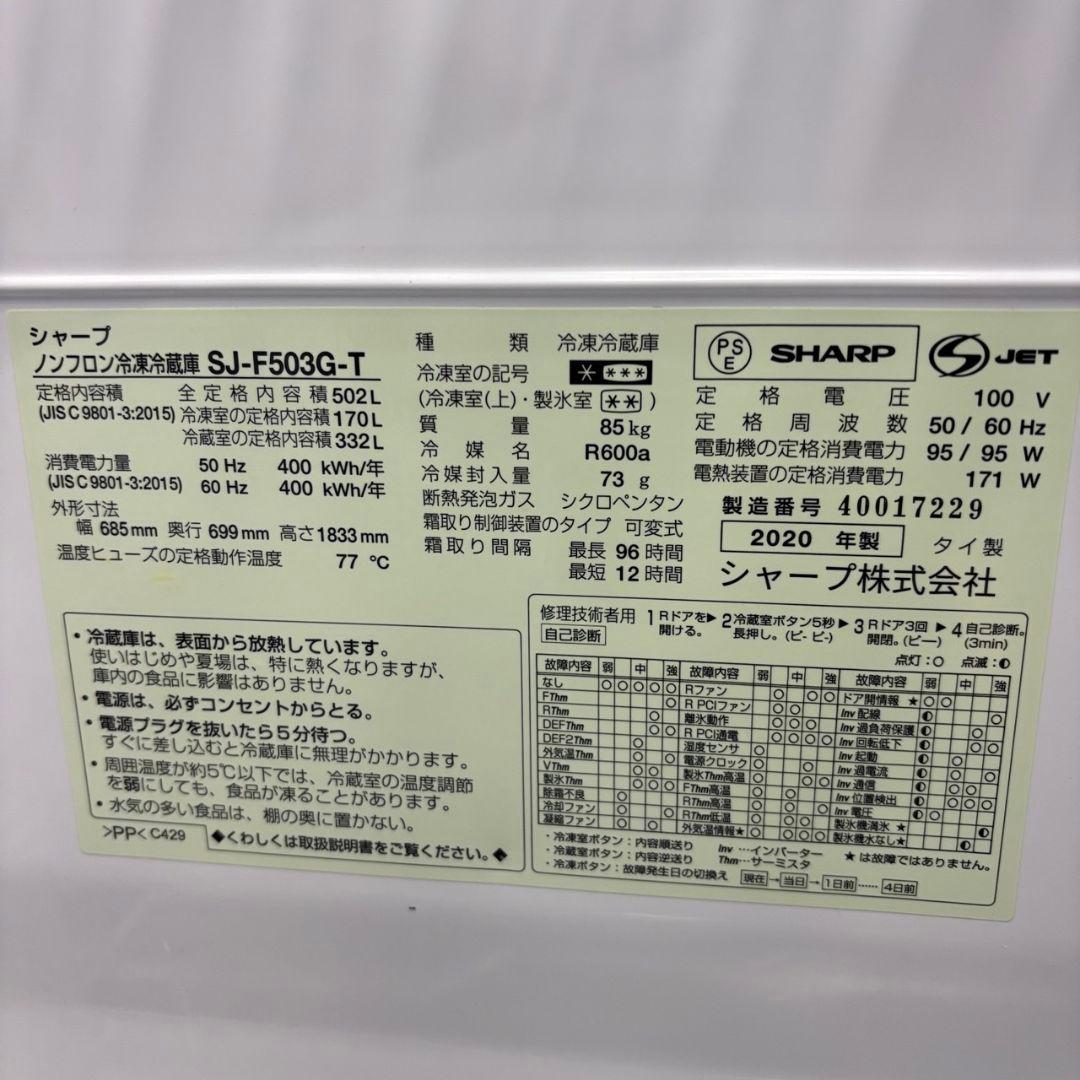 シャープ
ノンフロン冷凍冷蔵庫 SJ-F503G-T
定格内容積 全定格内容積 502 L
(JIS C 9801-3:2015) 冷凍室の定格内容積 170 L
冷蔵室の定格内容積 332 L
消費電力量 50 Hz 400 kWh/年
(JIS C 9801-3:2015) 60 Hz 400 kWh/年
外形寸法
幅 685 mm 奥行 699 mm 高さ 1833 mm
温度ヒューズの定格動作温度 77 ℃
種類 冷凍冷蔵庫
冷凍室の記号 * ***
(冷凍室(上)・製氷室 ** )
質量 85 kg
冷媒名 R600a
冷媒封入量 73 g
断熱発泡ガス シクロペンタン
霜取り制御装置のタイプ 可変式
霜取り間隔 最長 96 時間
最短 12 時間
PSE SHARP JET
定格電圧 100 V
定格周波数 50 / 60 Hz
電動機の定格消費電力 95 / 95 W
電熱装置の定格消費電力 171 W
製造番号 40017229
2020 年製 タイ製
シャープ株式会社
・冷蔵庫は、表面から放熱しています。
使いはじめや夏場は、特に熱くなりますが、
庫内の食品に影響はありません。
・電源は、必ずコンセントからとる。
・電源プラグを抜いたら5分待つ。
すぐに差し込むと冷蔵庫に無理がかかります。
・周囲温度が約5℃以下では、冷蔵室の温度調節
を弱にしても、食品が凍ることがあります。
・水気の多い食品は、棚の奥に置かない。
>PP< C429 ◆くわしくは取扱説明書をご覧ください。◆
修理技術者用 1 Rドアを開ける。 ▶ 2 冷蔵室ボタン5秒長押し。(ピ- ピ-) ▶ 3 Rドア3回開閉。(ピー) ▶ 4 自己診断。(3min)
自己診断
点灯:○ 点滅:◐
故障内容 弱 中 強 故障内容 弱 中 強 故障内容 弱 中 強
なし ○ ○ ○ ○ ○ Rファン ドア開情報 ★
FThm R PCIファン Inv 配線
RThm 離氷動作 Inv 過負荷保護
DEFThm R PCI通電 Inv 回転低下
DEF2Thm 湿度センサ Inv 起動
外気温Thm 電源クロック Inv 過電流
VThm 製氷Thm高温 Inv 通信
製氷Thm FThm高温 Inv 位置検出
除霜不良 RThm高温 Inv 電圧
冷却ファン RThm低温 製氷機満氷 ★
凝縮ファン 外気温情報★ 製氷機水なし★
・冷凍室ボタン:内容順送り Inv …インバーター
・冷蔵室ボタン:内容逆送り Thm…サーミスタ ★は故障ではありません。
・冷凍ボタン:故障発生日の切換え 現在→当日→1日前……4日前